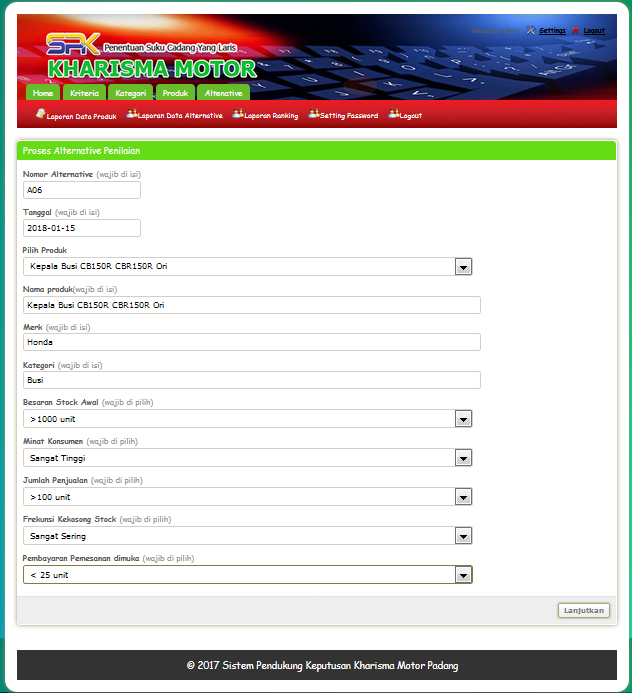 Settings
Logout
SPK Penentuan Suku Cadang Yang Laris
KHARISMA MOTOR
Home Kriteria Kategori Produk Altenative
Laporan Data Produk Laporan Data Alternative Laporan Ranking Setting Password Logout
Proses Alternative Penilaian
Nomor Alternative (wajib di isi)
A06
Tanggal (wajib di isi)
2018-01-15
Pilih Produk
Kepala Busi CB150R CBR150R Ori
Nama produk(wajib di isi)
Kepala Busi CB150R CBR150R Ori
Merk (wajib di isi)
Honda
Kategori (wajib di isi)
Busi
Besaran Stock Awal (wajib di pilih)
>1000 unit
Minat Konsumen (wajib di pilih)
Sangat Tinggi
Jumlah Penjualan (wajib di pilih)
>100 unit
Frekunsi Kekosong Stock (wajib di pilih)
Sangat Sering
Pembayaran Pemesanan dimuka (wajib di pilih)
< 25 unit
Lanjutkan
© 2017 Sistem Pendukung Keputusan Kharisma Motor Padang